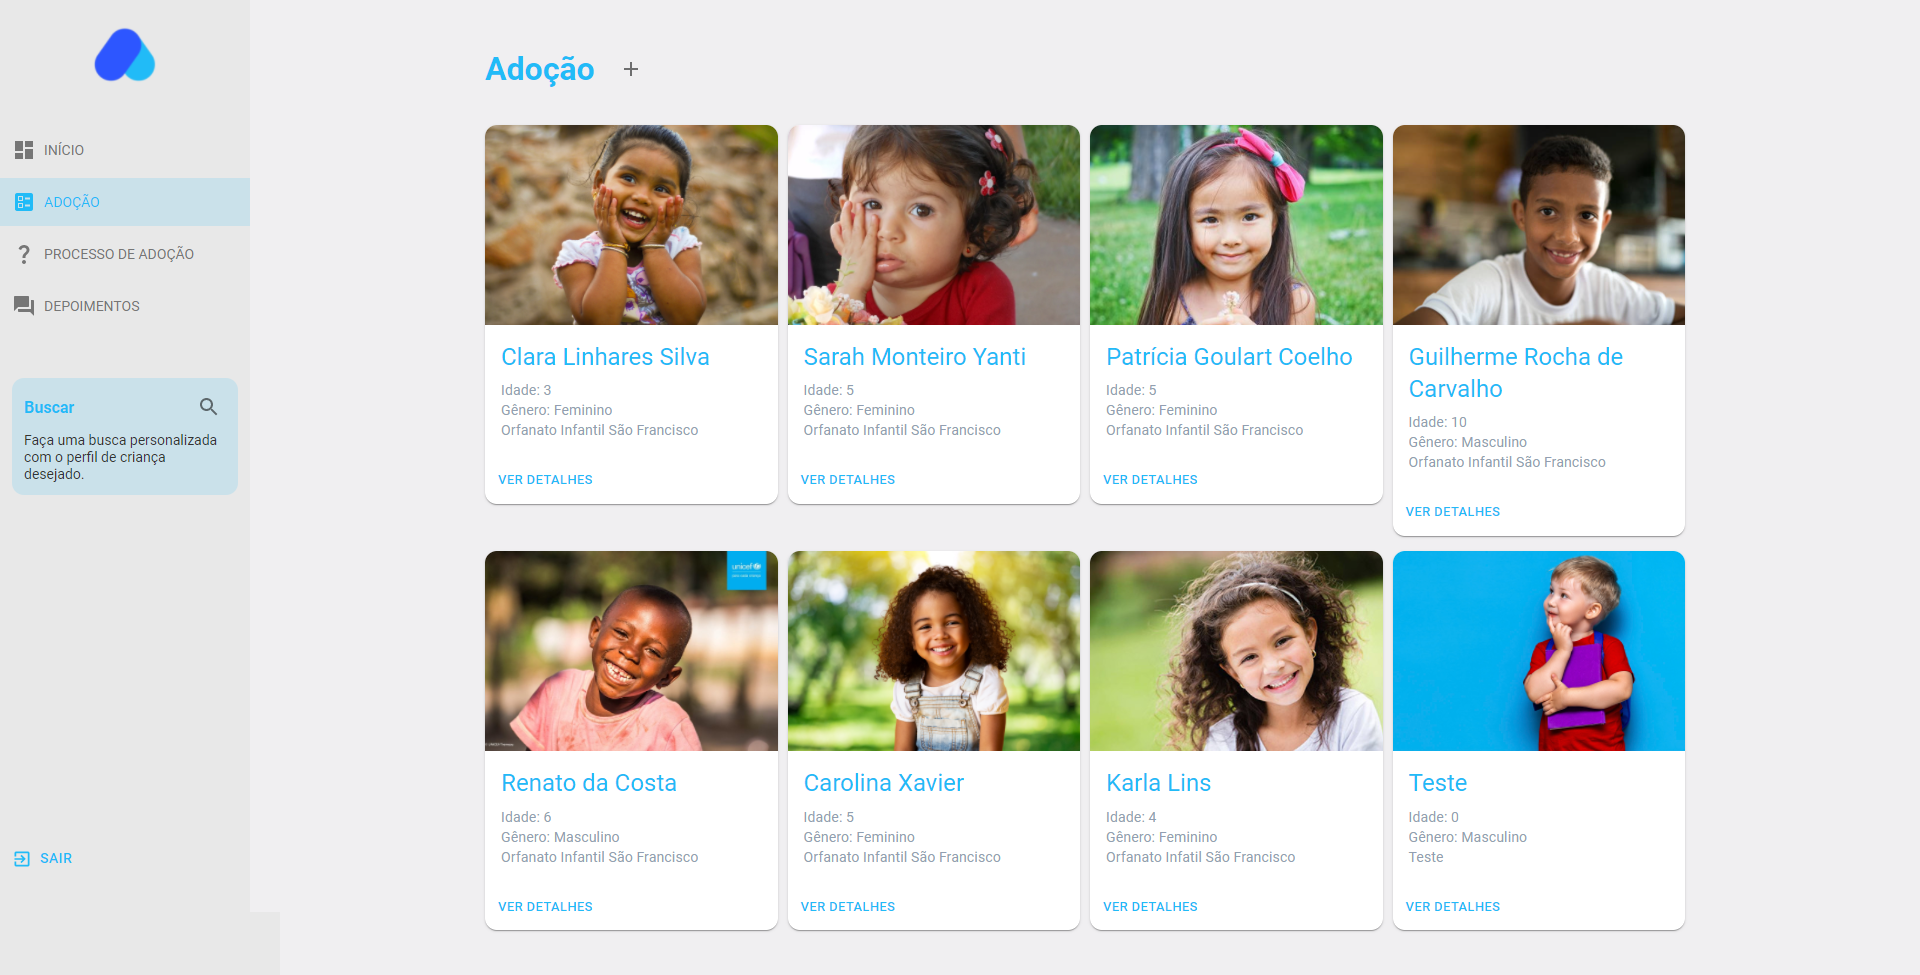 Adoção +
INÍCIO
ADOÇÃO
PROCESSO DE ADOÇÃO
DEPOIMENTOS
Buscar
Faça uma busca personalizada
com o perfil de criança
desejado.
SAIR
Clara Linhares Silva
Idade: 3
Gênero: Feminino
Orfanato Infantil São Francisco
VER DETALHES
Sarah Monteiro Yanti
Idade: 5
Gênero: Feminino
Orfanato Infantil São Francisco
VER DETALHES
Patrícia Goulart Coelho
Idade: 5
Gênero: Feminino
Orfanato Infantil São Francisco
VER DETALHES
Guilherme Rocha de
Carvalho
Idade: 10
Gênero: Masculino
Orfanato Infantil São Francisco
VER DETALHES
unicef
Renato da Costa
Idade: 6
Gênero: Masculino
Orfanato Infantil São Francisco
VER DETALHES
Carolina Xavier
Idade: 5
Gênero: Feminino
Orfanato Infantil São Francisco
VER DETALHES
Karla Lins
Idade: 4
Gênero: Feminino
Orfanato Infatil São Francisco
VER DETALHES
Teste
Idade: 0
Gênero: Masculino
Teste
VER DETALHES